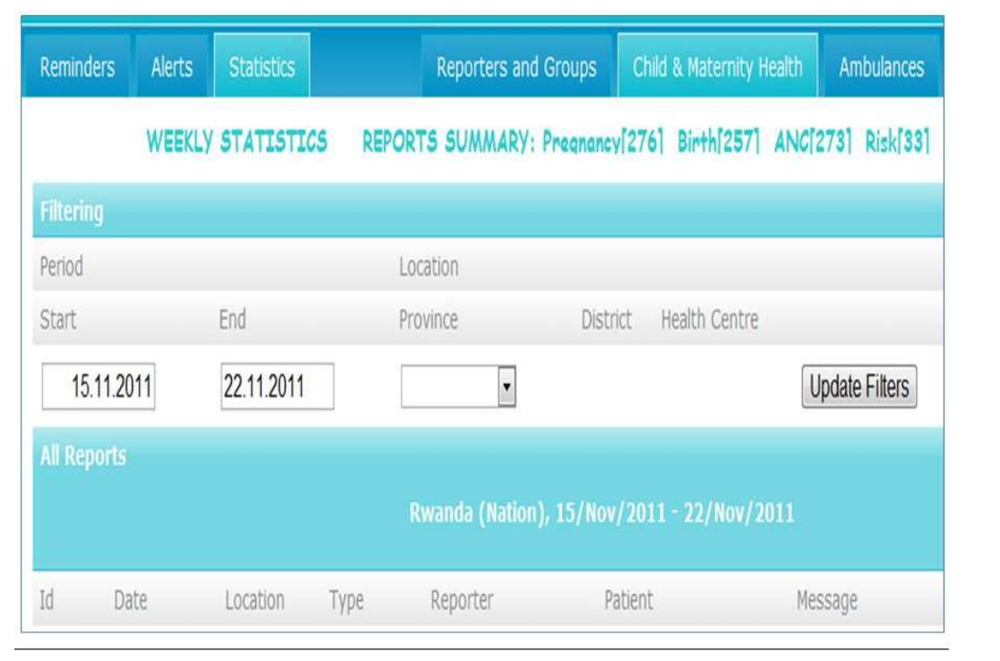 Reminders Alerts Statistics Reporters and Groups Child & Maternity Health Ambulances
WEEKLY STATISTICS REPORTS SUMMARY: Pregnancy[276] Birth[257] ANC[273] Risk[33]
Filtering
Period Location
Start End Province District Health Centre
15.11.2011 22.11.2011 Update Filters
All Reports
Rwanda (Nation), 15/Nov/2011 - 22/Nov/2011
Id Date Location Type Reporter Patient Message